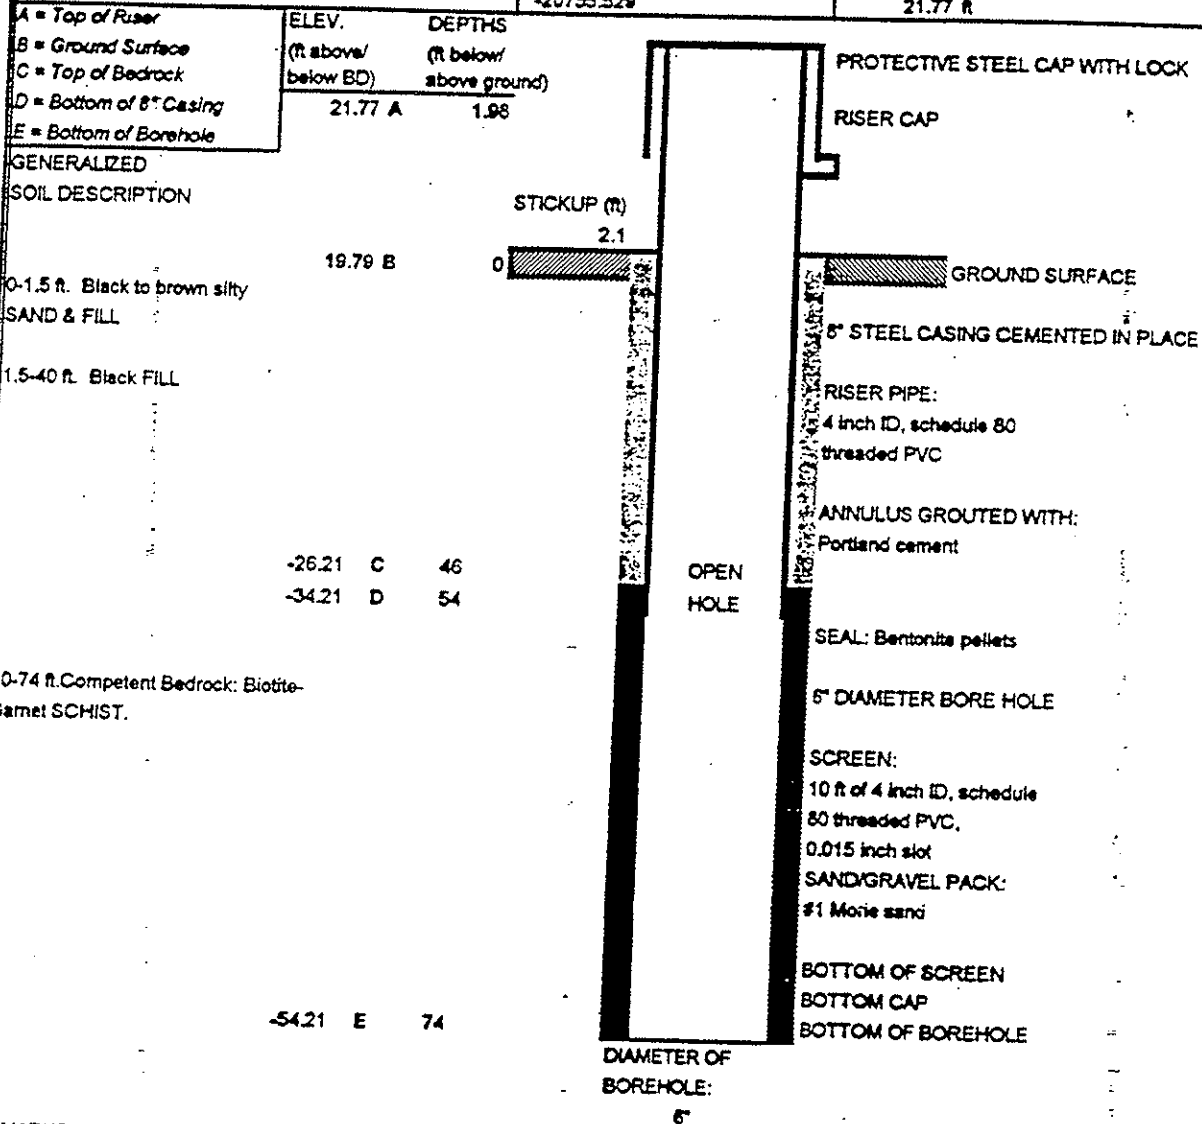 -20755.529
21.77 ft
A = Top of Riser
B = Ground Surface
C = Top of Bedrock
D = Bottom of 8" Casing
E = Bottom of Borehole
ELEV. DEPTHS
(ft above/ (ft below/
below BD) above ground)
21.77 A 1.98
PROTECTIVE STEEL CAP WITH LOCK
RISER CAP
GENERALIZED
SOIL DESCRIPTION
STICKUP (ft)
2.1
19.79 B 0
GROUND SURFACE
0-1.5 ft. Black to brown silty
SAND & FILL
STEEL CASING CEMENTED IN PLACE
1.5-40 ft. Black FILL
RISER PIPE:
4 inch ID, schedule 80
threaded PVC
ANNULUS GROUTED WITH:
Portland cement
-26.21 C 46
-34.21 D 54
OPEN
HOLE
SEAL: Bentonite pellets
0-74 ft. Competent Bedrock: Biotite-
Garnet SCHIST.
6" DIAMETER BORE HOLE
SCREEN:
10 ft of 4 inch ID, schedule
80 threaded PVC,
0.015 inch slot
SAND/GRAVEL PACK:
#1 Morie sand
BOTTOM OF SCREEN
BOTTOM CAP
-54.21 E 74
BOTTOM OF BOREHOLE
DIAMETER OF
BOREHOLE:
6"